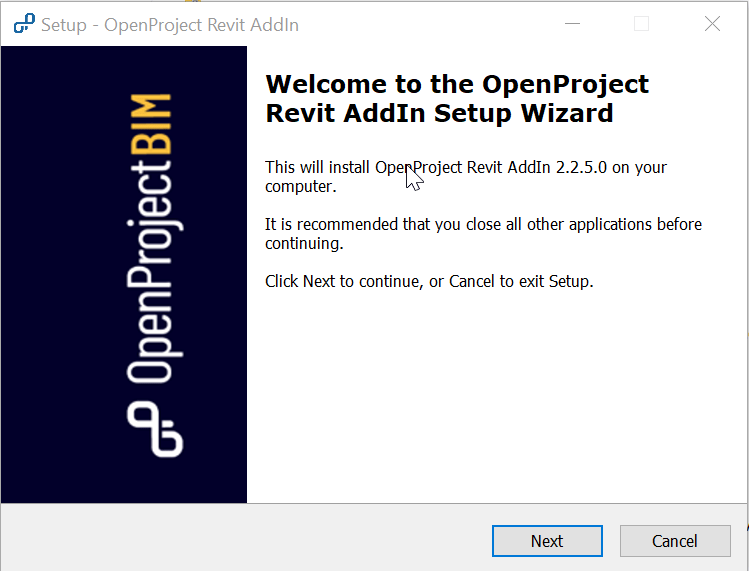 Setup - OpenProject Revit AddIn
OpenProjectBIM
Welcome to the OpenProject
Revit AddIn Setup Wizard
This will install OpenProject Revit AddIn 2.2.5.0 on your
computer.
It is recommended that you close all other applications before
continuing.
Click Next to continue, or Cancel to exit Setup.
Next
Cancel